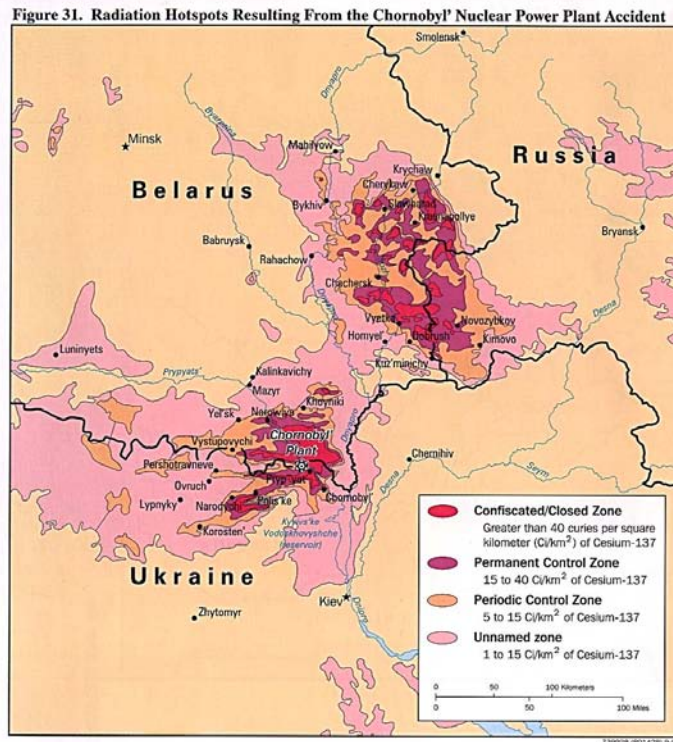 Figure 31. Radiation Hotspots Resulting From the Chornobyl' Nuclear Power Plant Accident
Smolensk
Dnyapro
Minsk
Byarezina
Mahilyow
Russia
Krychaw
Cherykaw
Belarus
Slawharad
Bykhiv
Krasnapollye
Bryansk
Babruysk
Rahachow
Chachersk
Desna
Dnyapro
Vyetka
Novozybkov
Homyel'
Dobrush
Klmovo
Luninyets
Kuz'minichy
Prypyats'
Kalinkavichy
Mazyr
Khoyniki
Yel'sk
Narowlya
Dnyapro
Chornobyl'
Plant
Vystupovychi
Chernihiv
Pershotravneve
Desna
Seym
Pryp"yat'
Ovruch
Chornobyl'
Lypnyky
Narodychi
Polis'ke
Kyyivs'ke
Vodoskhovyshche
(reservoir)
Korosten'
Ukraine
Kiev
Dnipro
Zhytomyr
Confiscated/Closed Zone
Greater than 40 curies per square
kilometer (Ci/km²) of Cesium-137
Permanent Control Zone
15 to 40 Ci/km² of Cesium-137
Periodic Control Zone
5 to 15 Ci/km² of Cesium-137
Unnamed zone
1 to 15 Ci/km² of Cesium-137
0 50 100 Kilometers
0 50 100 Miles